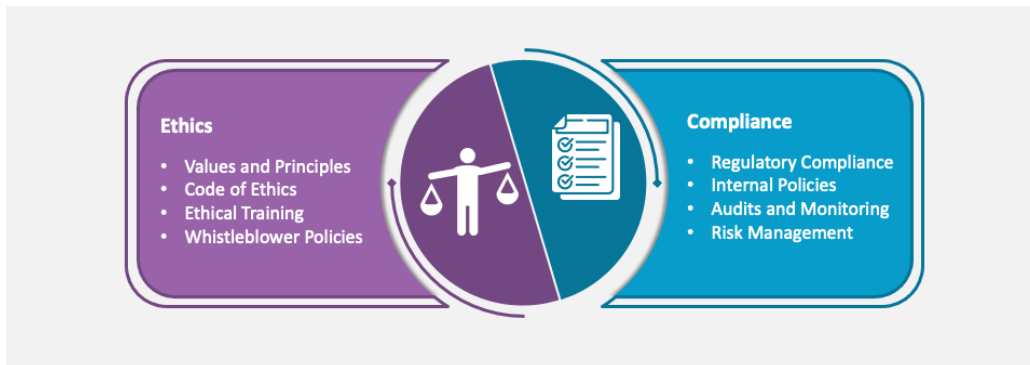 Ethics
• Values and Principles
• Code of Ethics
• Ethical Training
• Whistleblower Policies
Compliance
• Regulatory Compliance
• Internal Policies
• Audits and Monitoring
• Risk Management